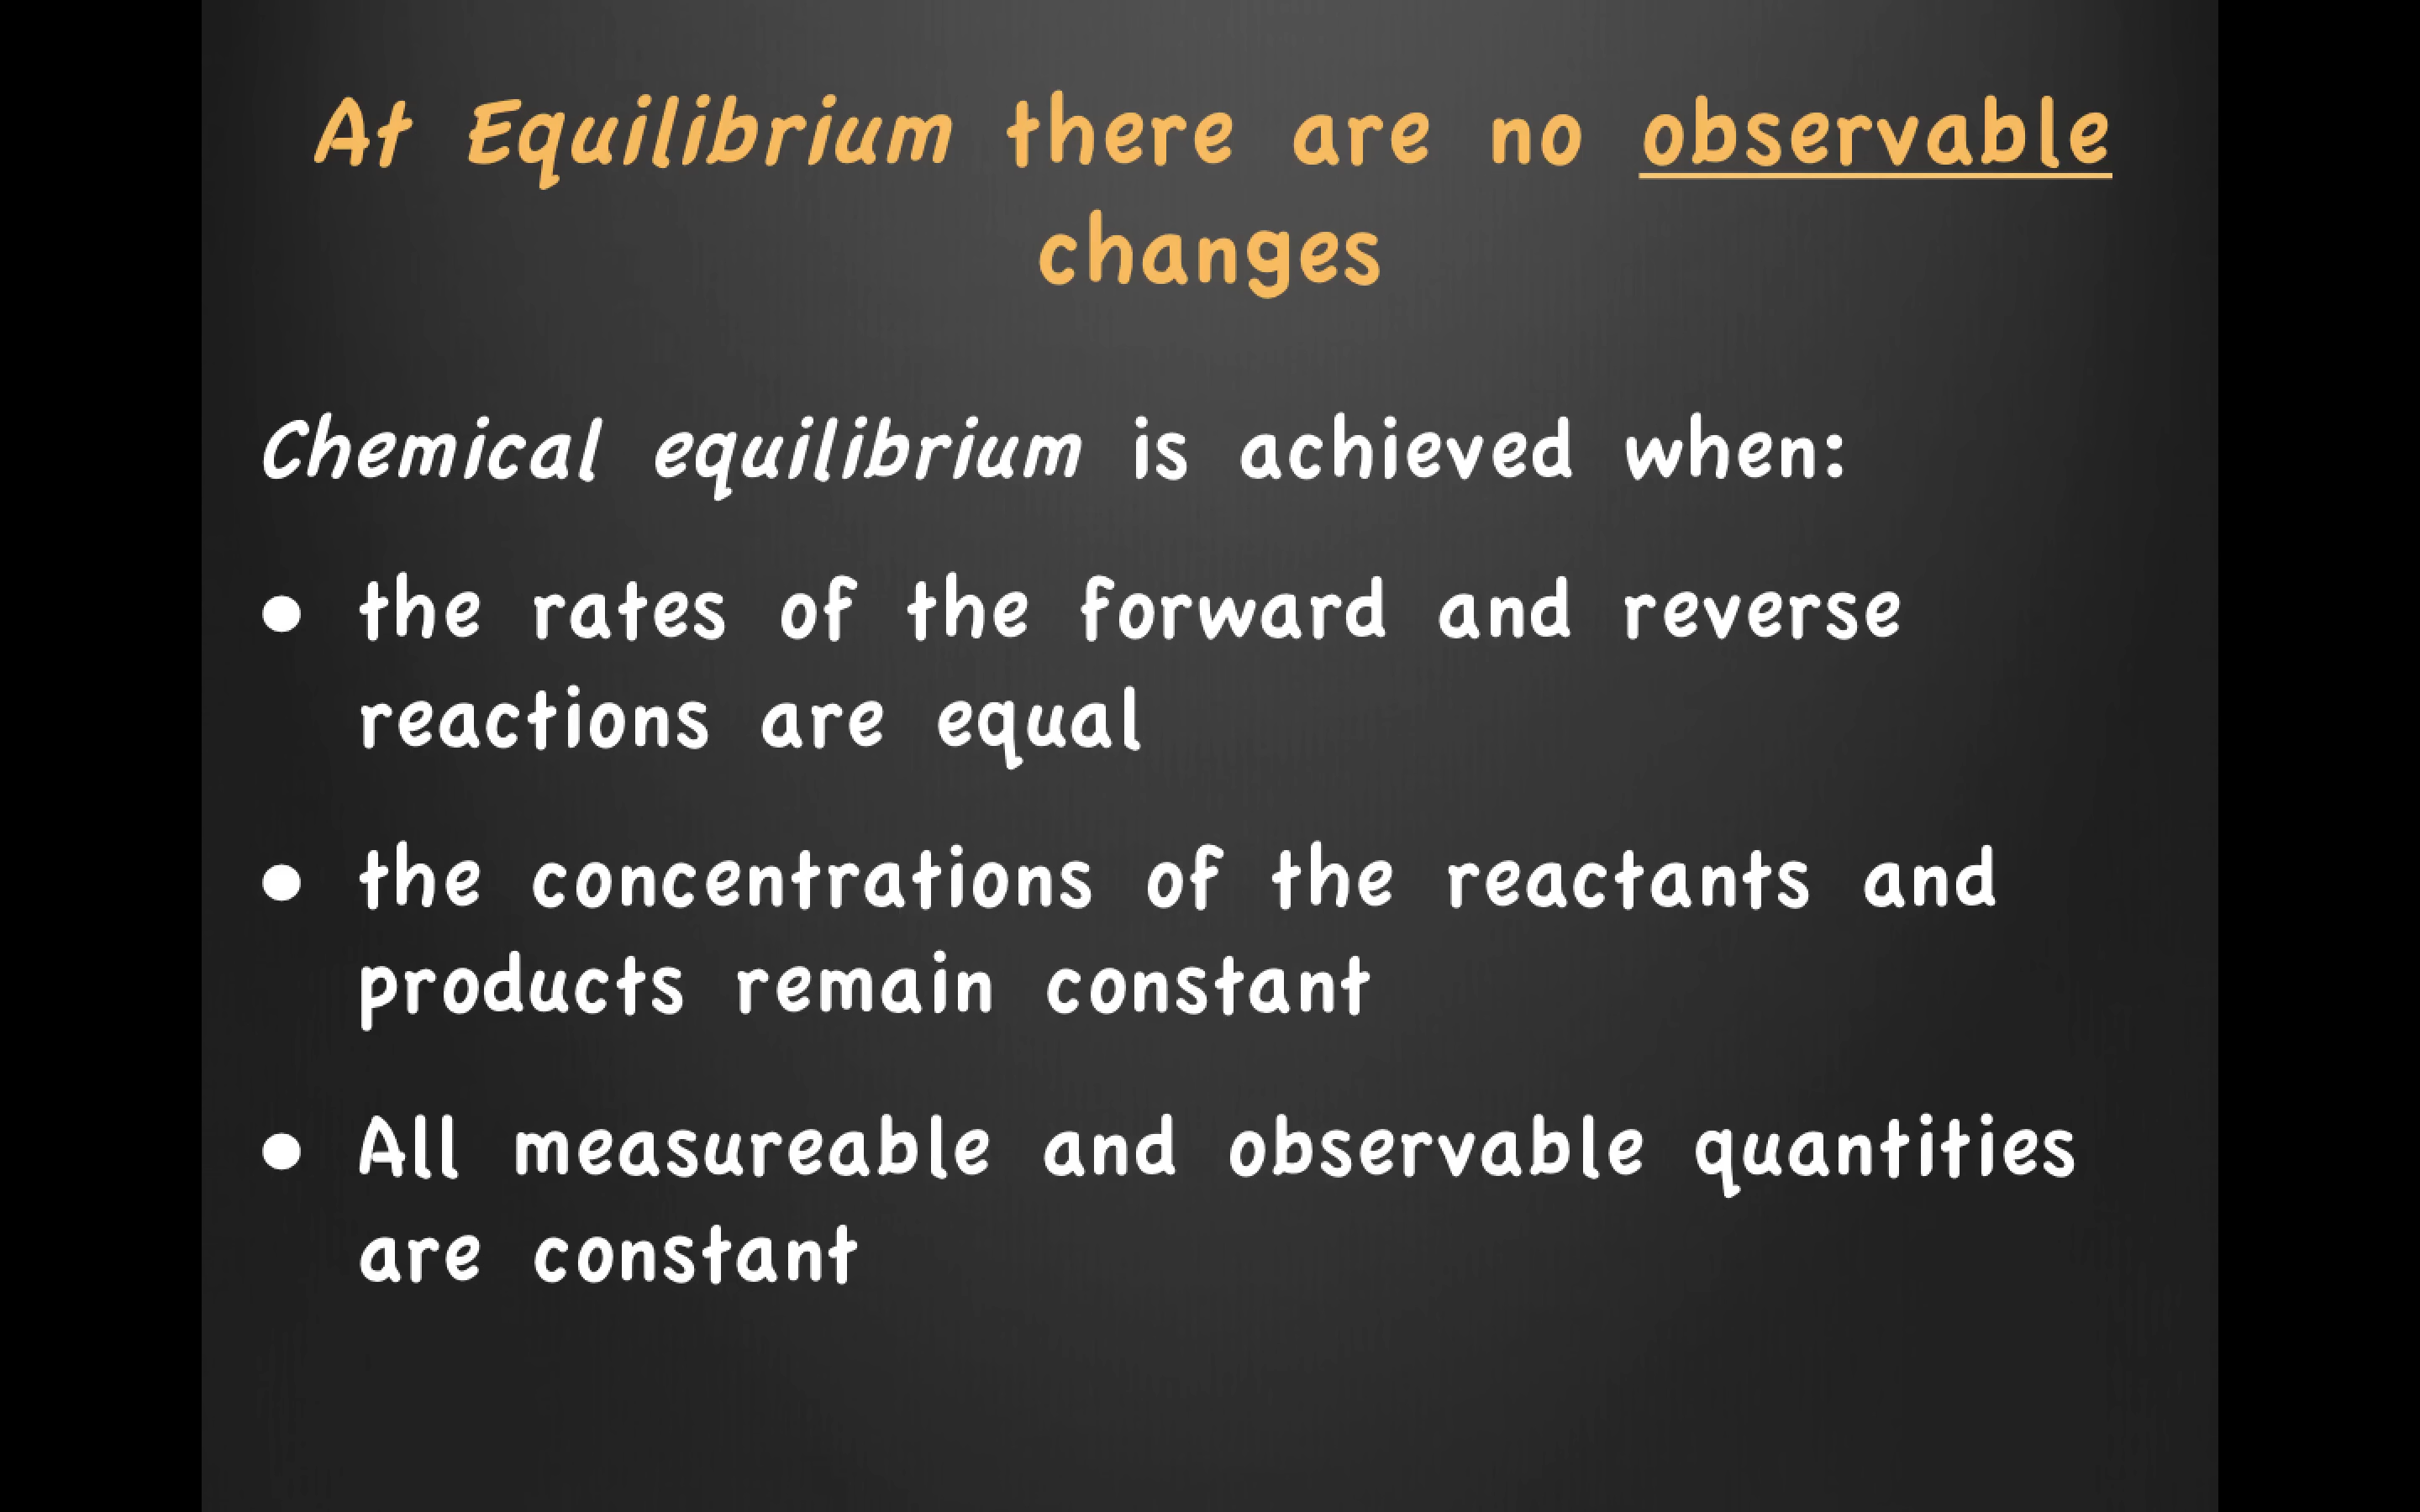 At Equilibrium there are no observable
changes
Chemical equilibrium is achieved when:
• the rates of the forward and reverse
reactions are equal
• the concentrations of the reactants and
products remain constant
• All measureable and observable quantities
are constant